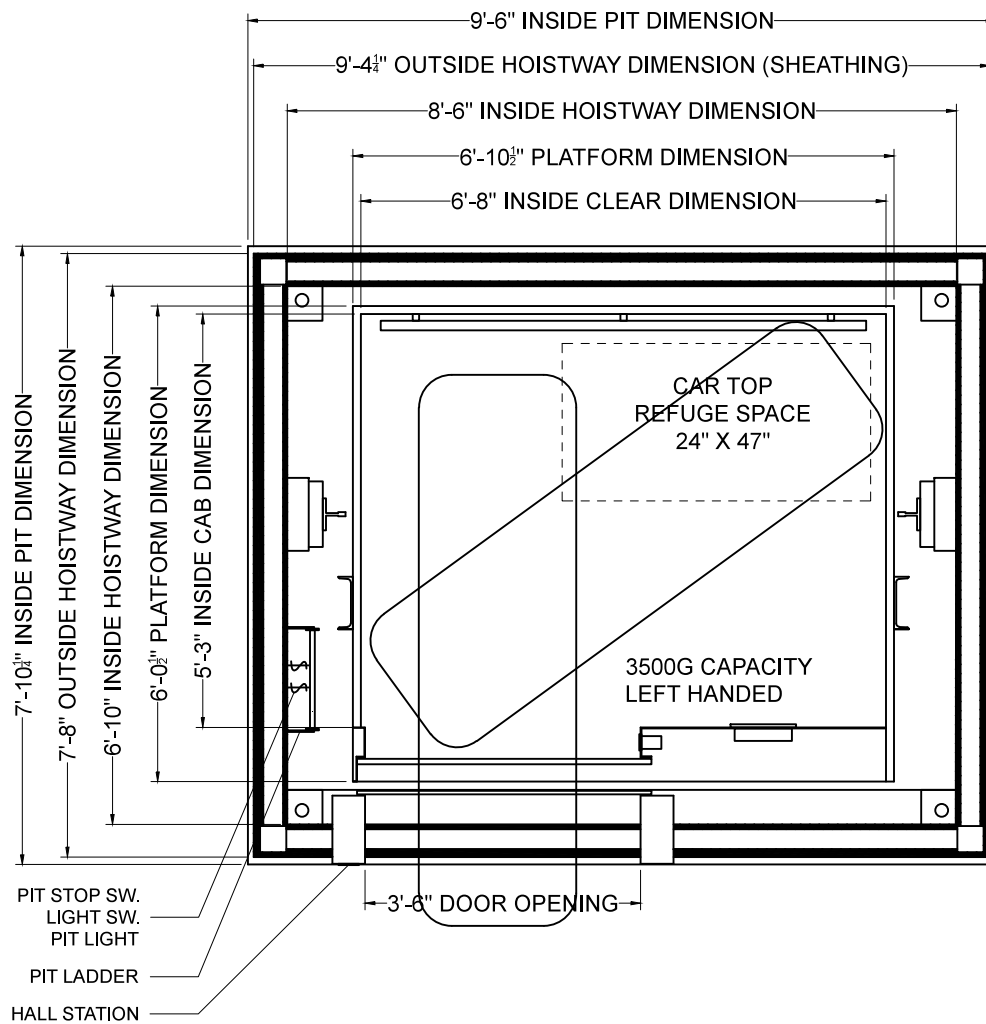 9'-6" INSIDE PIT DIMENSION
9'-4¼" OUTSIDE HOISTWAY DIMENSION (SHEATHING)
8'-6" INSIDE HOISTWAY DIMENSION
6'-10½" PLATFORM DIMENSION
6'-8" INSIDE CLEAR DIMENSION
7'-10¼" INSIDE PIT DIMENSION
7'-8" OUTSIDE HOISTWAY DIMENSION
6'-10" INSIDE HOISTWAY DIMENSION
6'-0½" PLATFORM DIMENSION
5'-3" INSIDE CAB DIMENSION
CAR TOP
REFUGE SPACE
24" X 47"
3500G CAPACITY
LEFT HANDED
3'-6" DOOR OPENING
PIT STOP SW.
LIGHT SW.
PIT LIGHT
PIT LADDER
HALL STATION